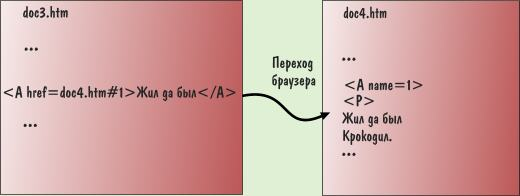 doc3.htm
...
<A href=doc4.htm#1>Жил да был</A>
...
Переход
браузера
doc4.htm
...
<A name=1>
<P>
Жил да был
Крокодил.
...